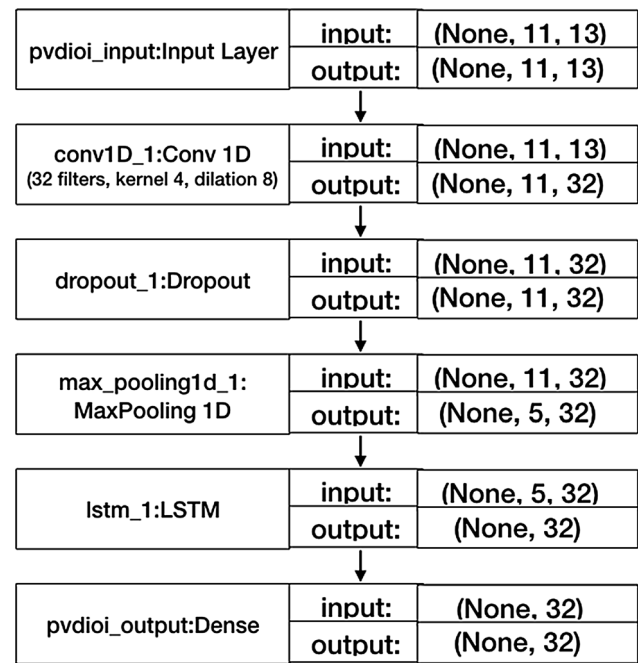 pvdioi_input:Input Layer
input:
(None, 11, 13)
output:
(None, 11, 13)
conv1D_1:Conv 1D
(32 filters, kernel 4, dilation 8)
input:
(None, 11, 13)
output:
(None, 11, 32)
dropout_1:Dropout
input:
(None, 11, 32)
output:
(None, 11, 32)
max_pooling1d_1:
MaxPooling 1D
input:
(None, 11, 32)
output:
(None, 5, 32)
lstm_1:LSTM
input:
(None, 5, 32)
output:
(None, 32)
pvdioi_output:Dense
input:
(None, 32)
output:
(None, 32)